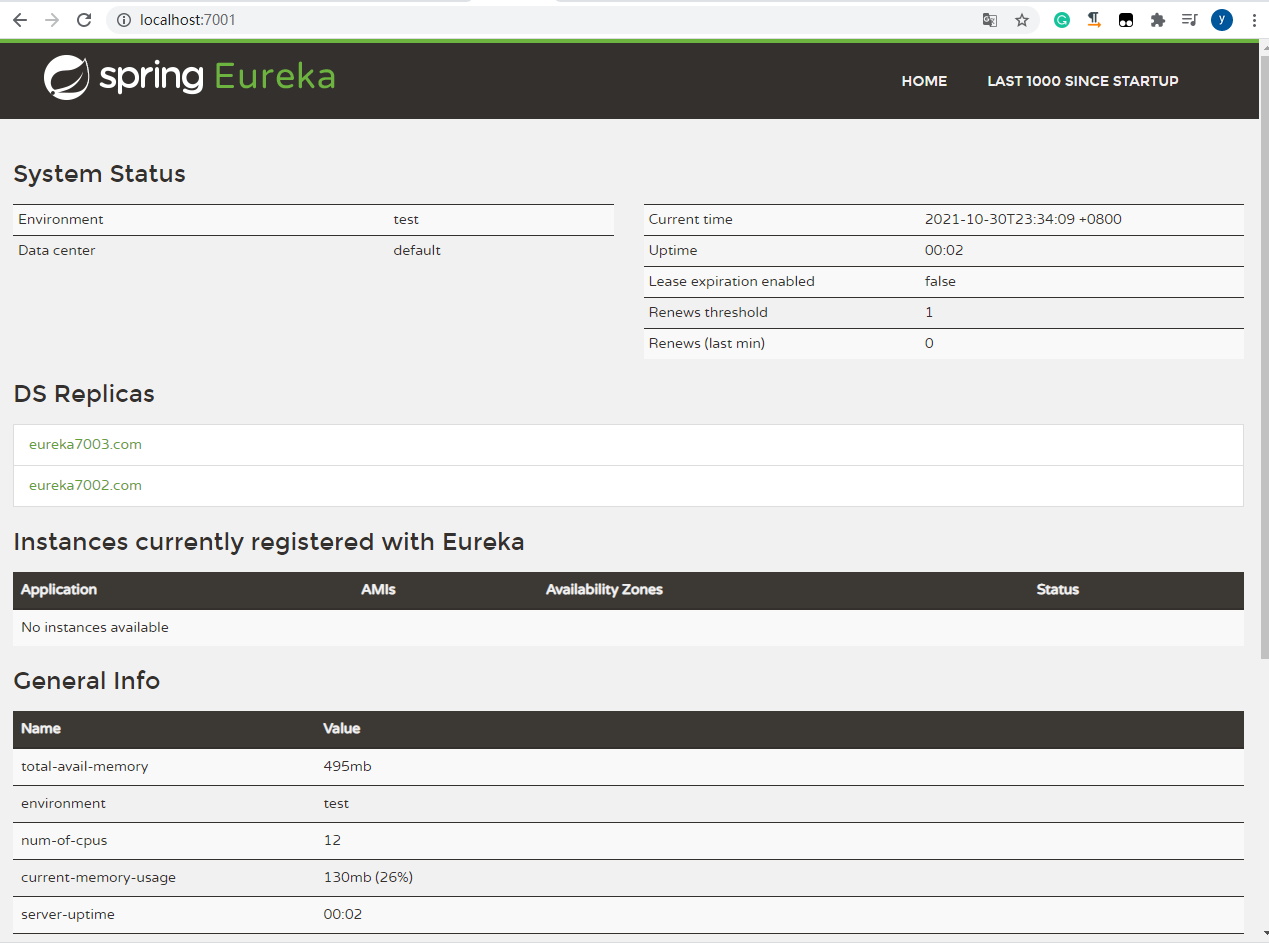 localhost:7001
y
spring Eureka
HOME LAST 1000 SINCE STARTUP
System Status
Environment test
Data center default
Current time 2021-10-30T23:34:09 +0800
Uptime 00:02
Lease expiration enabled false
Renews threshold 1
Renews (last min) 0
DS Replicas
eureka7003.com
eureka7002.com
Instances currently registered with Eureka
Application AMIs Availability Zones Status
No instances available
General Info
Name Value
total-avail-memory 495mb
environment test
num-of-cpus 12
current-memory-usage 130mb (26%)
server-uptime 00:02